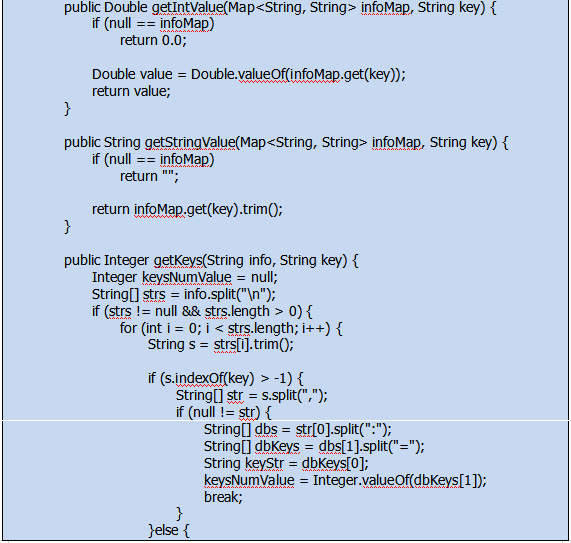 public Double getIntValue(Map<String, String> infoMap, String key) {
if (null == infoMap)
return 0.0;
Double value = Double.valueOf(infoMap.get(key));
return value;
}
public String getStringValue(Map<String, String> infoMap, String key) {
if (null == infoMap)
return "";
return infoMap.get(key).trim();
}
public Integer getKeys(String info, String key) {
Integer keysNumValue = null;
String[] strs = info.split("\n");
if (strs != null && strs.length > 0) {
for (int i = 0; i < strs.length; i++) {
String s = strs[i].trim();
if (s.indexOf(key) > -1) {
String[] str = s.split(",");
if (null != str) {
String[] dbs = str[0].split(":");
String[] dbKeys = dbs[1].split("=");
String keyStr = dbKeys[0];
keysNumValue = Integer.valueOf(dbKeys[1]);
break;
}
}else {